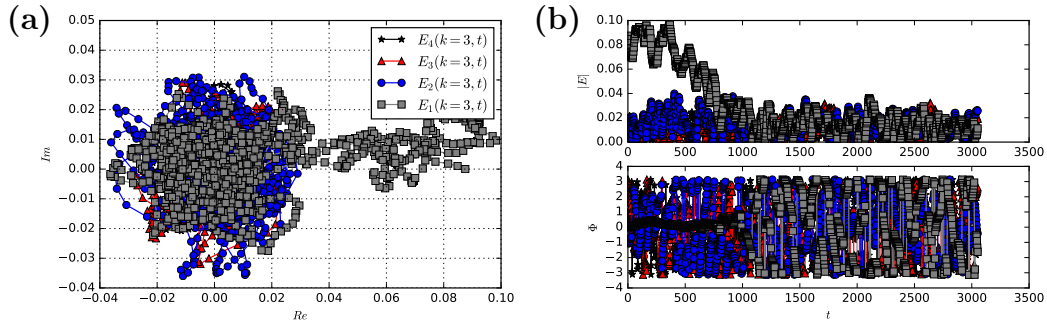 (a)
0.05
0.04
0.03
0.02
0.01
0.00
−0.01
−0.02
−0.03
−0.04
Im
−0.04 −0.02 0.00 0.02 0.04 0.06 0.08 0.10
Re
E₄(k=3,t)
E₃(k=3,t)
E₂(k=3,t)
E₁(k=3,t)
(b)
0.10
0.08
0.06
0.04
0.02
0.00
|E|
0 500 1000 1500 2000 2500 3000 3500
4
3
2
1
0
−1
−2
−3
−4
Φ
0 500 1000 1500 2000 2500 3000 3500
t